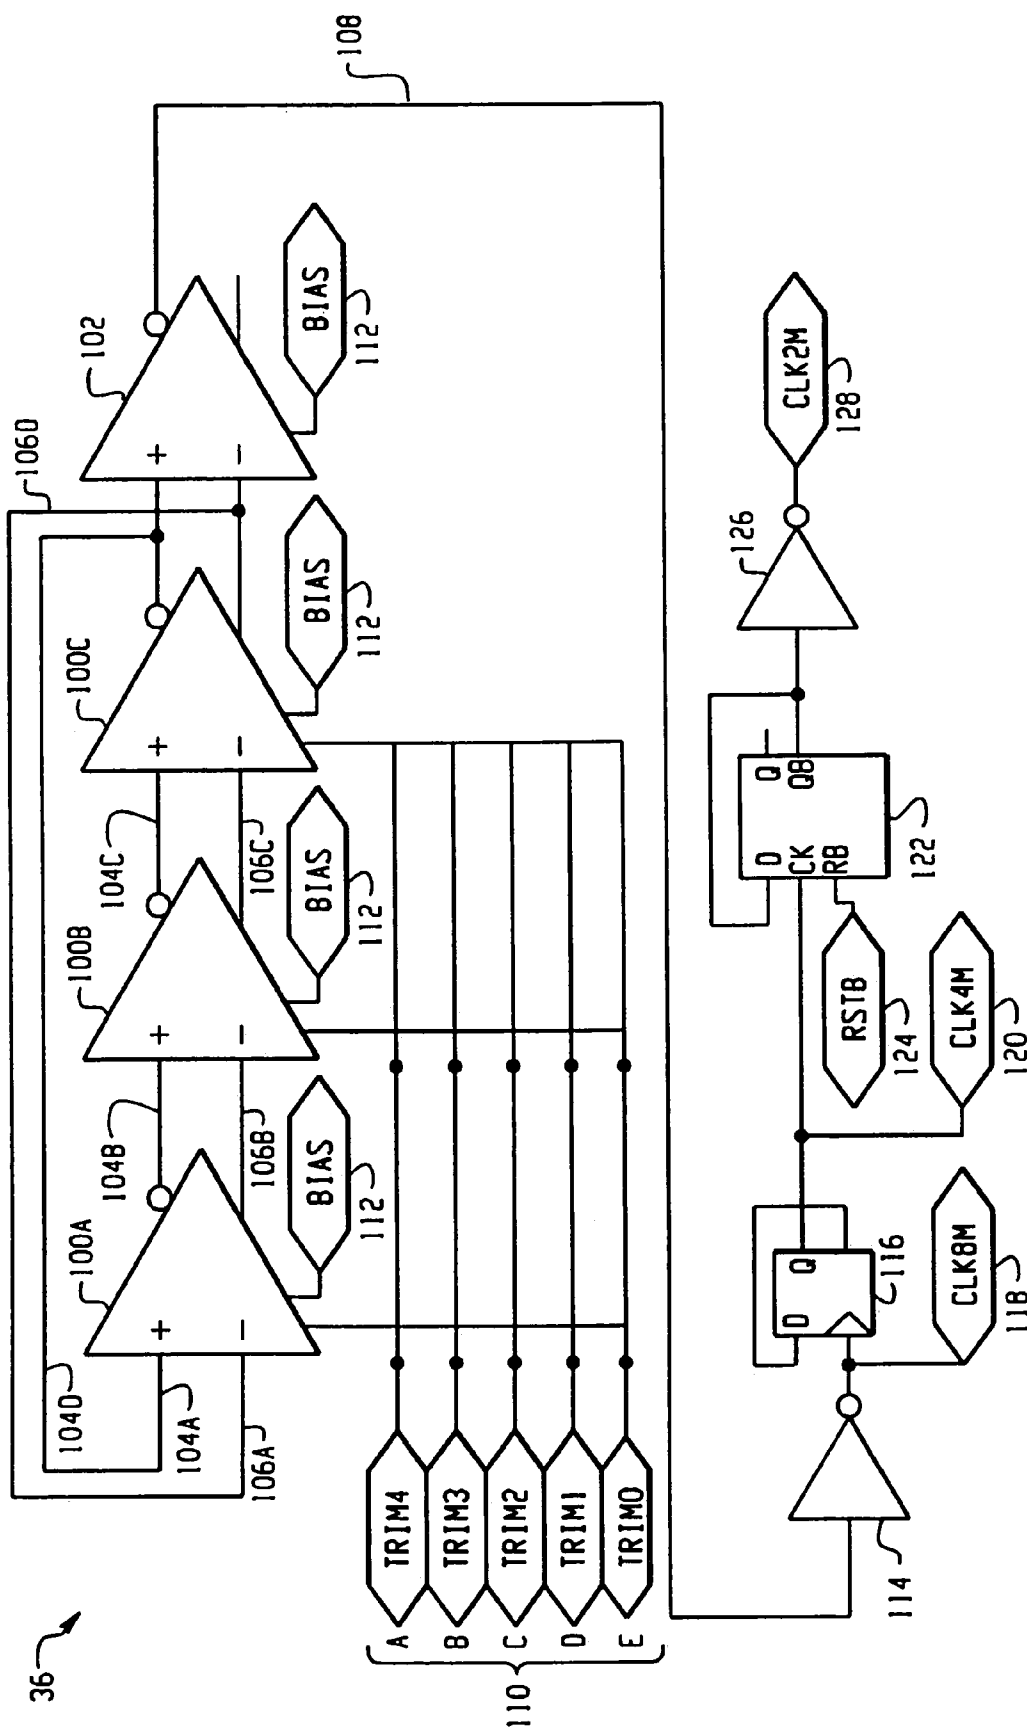 36
108
106D
102
100C
100B
100A
104D
104A
106A
104B
106B
104C
106C
+
−
+
−
+
−
+
−
BIAS
112
BIAS
112
BIAS
112
BIAS
112
110
A TRIM4
B TRIM3
C TRIM2
D TRIM1
E TRIM0
114
D
Q
116
CLK8M
118
CLK4M
120
RSTB
124
D
CK
RB
Q
QB
122
126
CLK2M
128